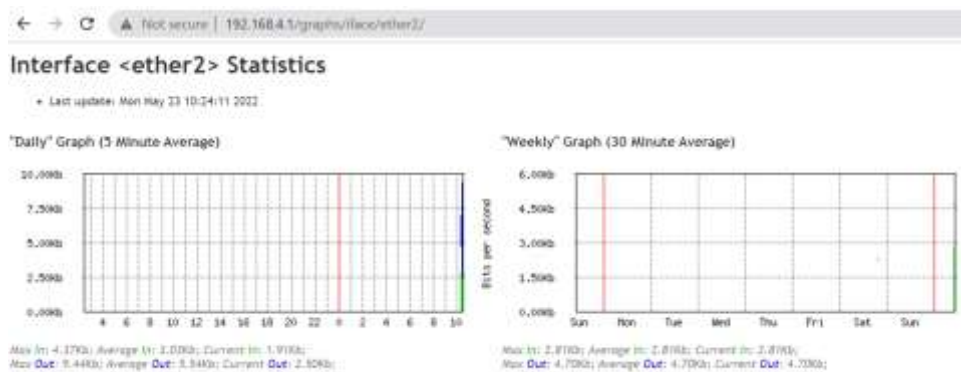 Not secure | 192.168.4.1/graphs/iface/ether2/
Interface <ether2> Statistics
Last update: Mon May 23 10:24:11 2022
"Daily" Graph (5 Minute Average)
"Weekly" Graph (30 Minute Average)
10.00Kb
7.50Kb
5.00Kb
2.50Kb
0.00Kb
4 6 8 10 12 14 16 18 20 22 0 2 4 6 8 10
Max In: 4.37Kb; Average In: 3.03Kb; Current In: 1.91Kb;
Max Out: 9.44Kb; Average Out: 5.54Kb; Current Out: 2.50Kb;
Bits per second
6.00Kb
4.50Kb
3.00Kb
1.50Kb
0.00Kb
Sun Mon Tue Wed Thu Fri Sat Sun
Max In: 2.81Kb; Average In: 2.81Kb; Current In: 2.81Kb;
Max Out: 4.70Kb; Average Out: 4.70Kb; Current Out: 4.70Kb;